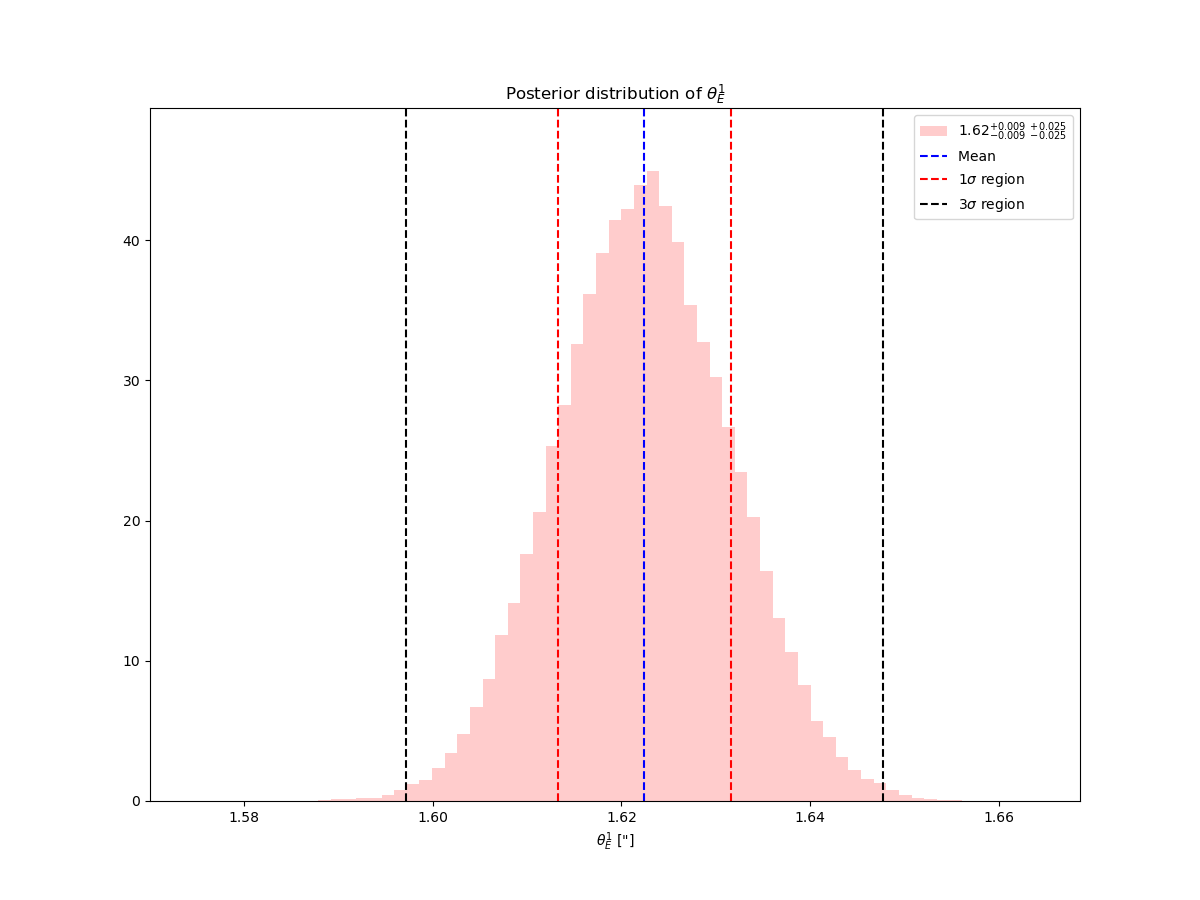 Posterior distribution of θ_E^1
1.62^{+0.009 +0.025}_{-0.009 -0.025}
Mean
1σ region
3σ region
40
30
20
10
0
1.58 1.60 1.62 1.64 1.66
θ_E^1 ["]